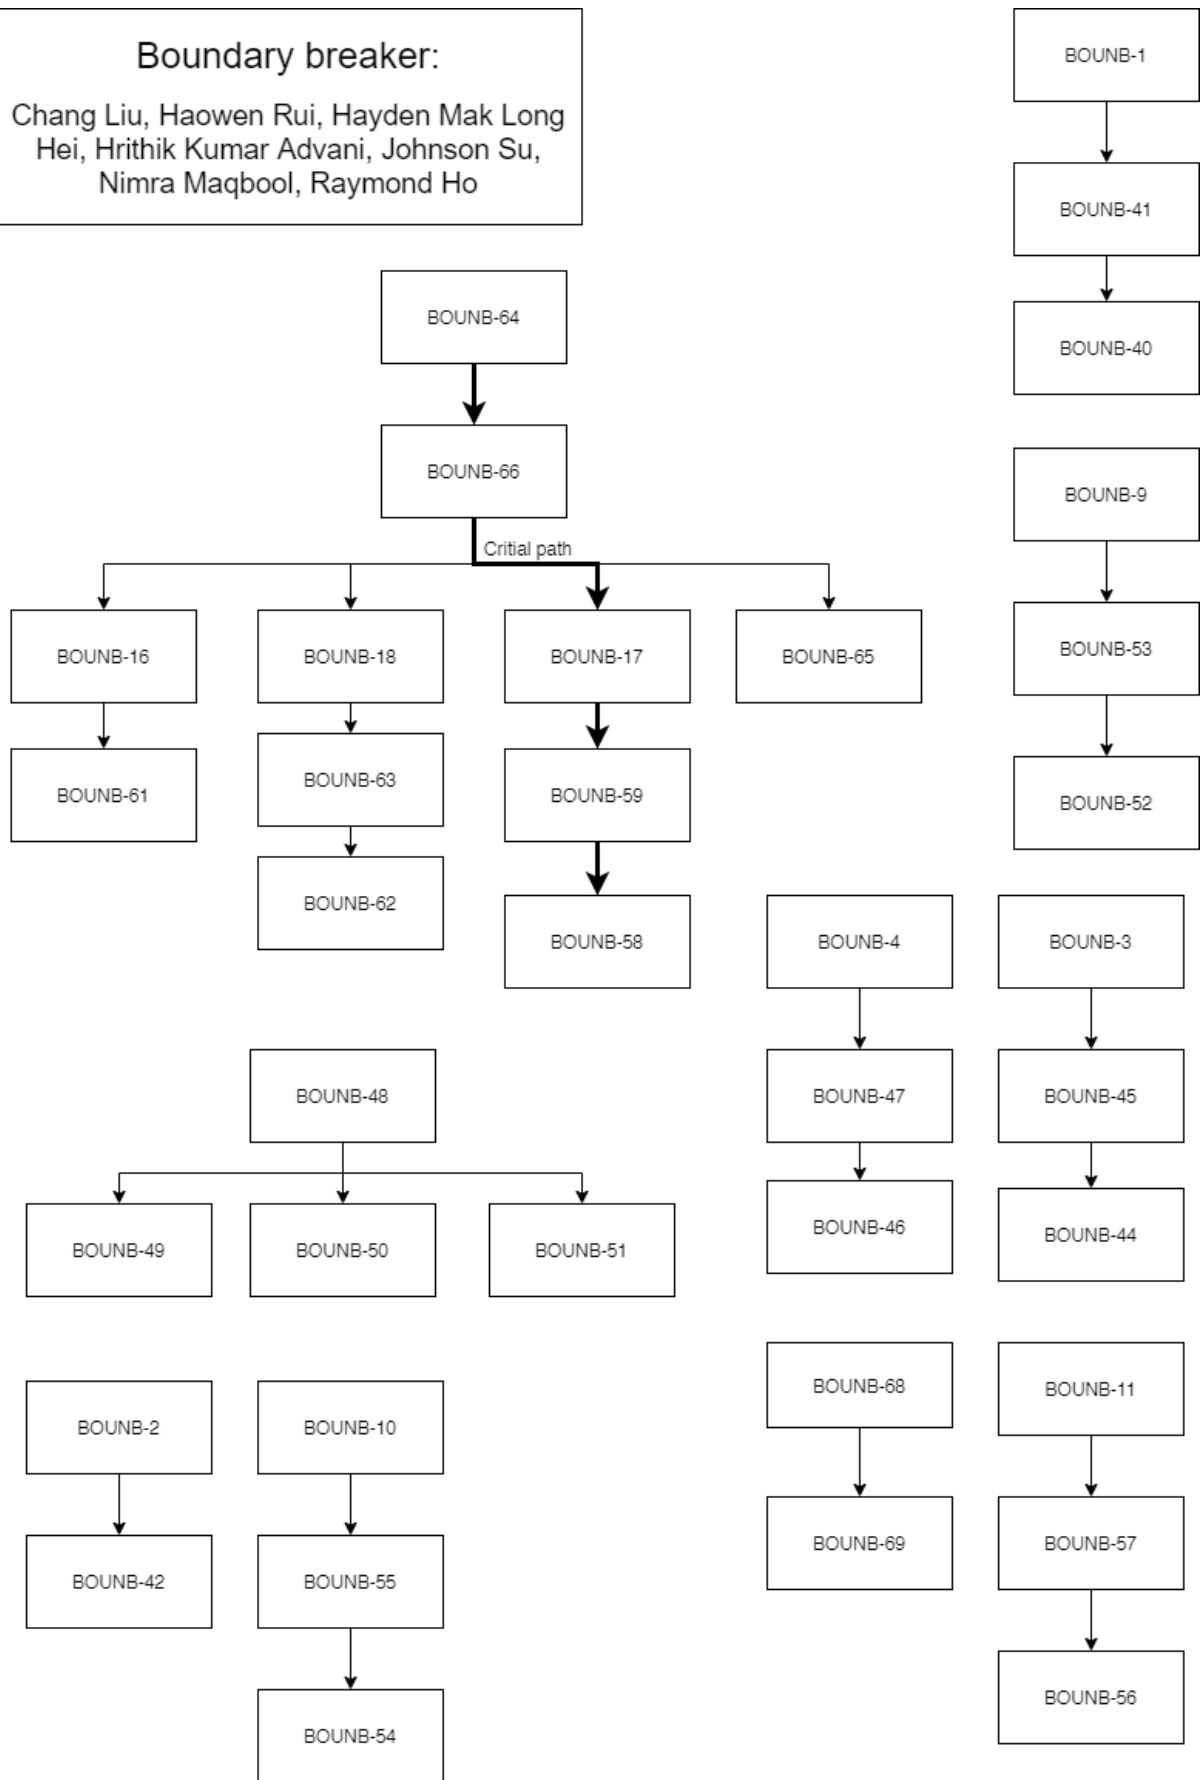 Boundary breaker:
Chang Liu, Haowen Rui, Hayden Mak Long
Hei, Hrithik Kumar Advani, Johnson Su,
Nimra Maqbool, Raymond Ho
BOUNB-1
BOUNB-41
BOUNB-40
BOUNB-64
BOUNB-66
Critial path
BOUNB-16
BOUNB-18
BOUNB-17
BOUNB-65
BOUNB-61
BOUNB-63
BOUNB-59
BOUNB-62
BOUNB-58
BOUNB-9
BOUNB-53
BOUNB-52
BOUNB-4
BOUNB-3
BOUNB-47
BOUNB-45
BOUNB-46
BOUNB-44
BOUNB-48
BOUNB-49
BOUNB-50
BOUNB-51
BOUNB-2
BOUNB-10
BOUNB-42
BOUNB-55
BOUNB-54
BOUNB-68
BOUNB-11
BOUNB-69
BOUNB-57
BOUNB-56